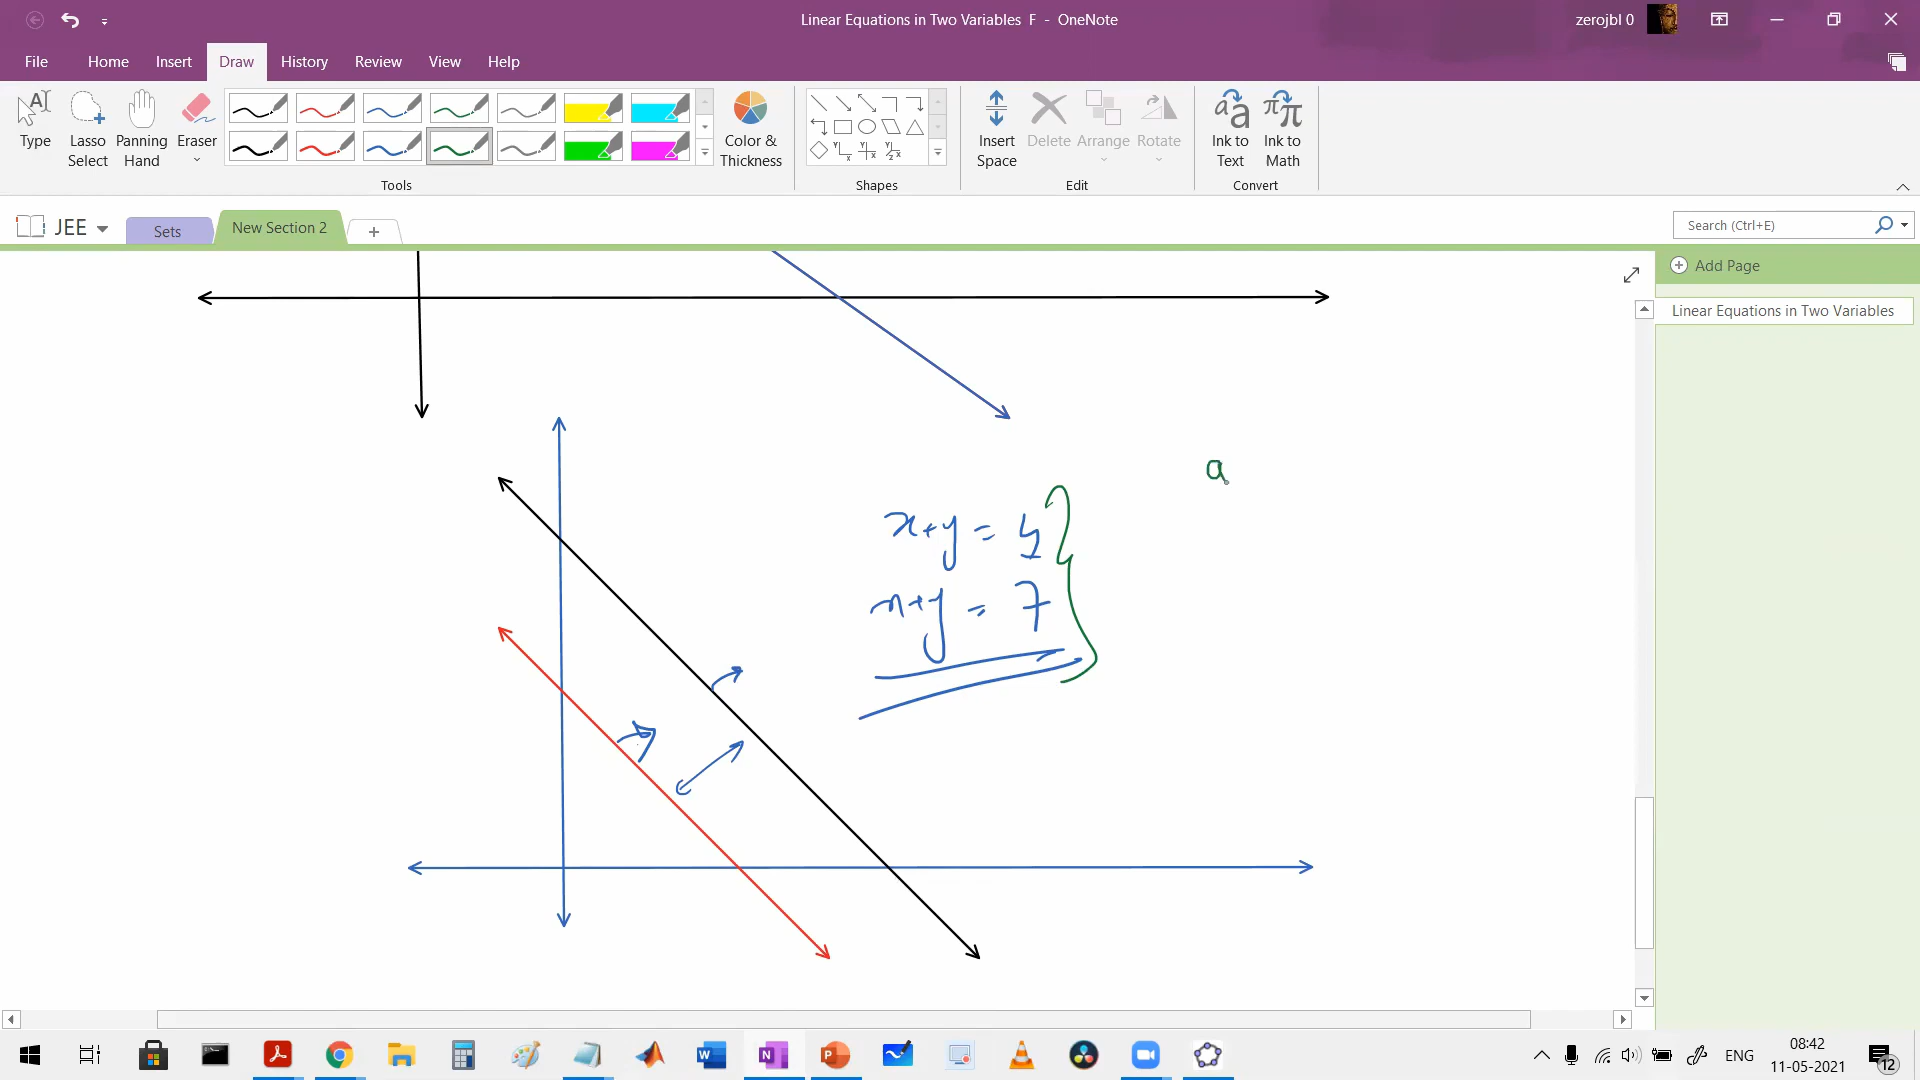 Linear Equations in Two Variables F - OneNote
zerojbl 0
File Home Insert Draw History Review View Help
Type
Lasso Select
Panning Hand
Eraser
Color & Thickness
Insert Space
Delete
Arrange
Rotate
Ink to Text
Ink to Math
Tools
Shapes
Edit
Convert
JEE
Sets
New Section 2
Search (Ctrl+E)
Add Page
Linear Equations in Two Variables
a
x+y = 4
x+y = 7
ENG
08:42
11-05-2021
12